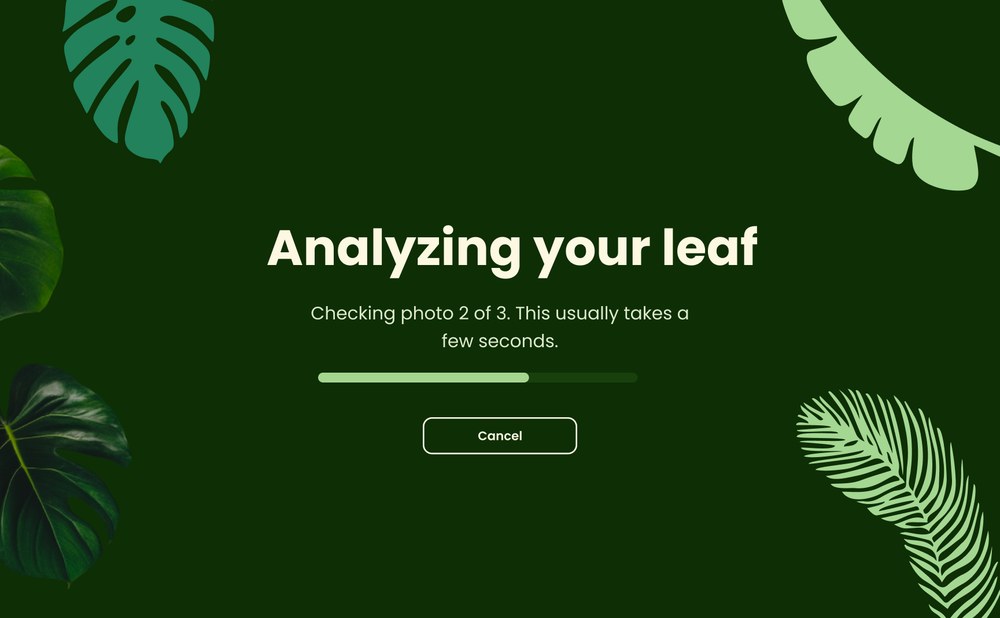 Analyzing your leaf
Checking photo 2 of 3. This usually takes a
few seconds.
Cancel